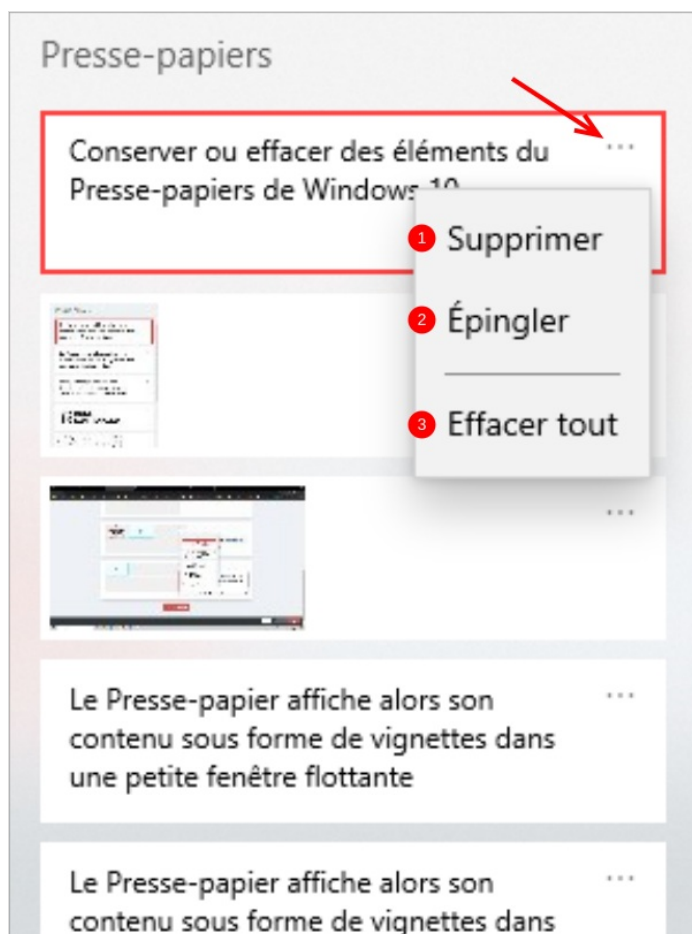 Presse-papiers
Conserver ou effacer des éléments du
Presse-papiers de Windows 10
1 Supprimer
2 Épingler
3 Effacer tout
Le Presse-papier affiche alors son
contenu sous forme de vignettes dans
une petite fenêtre flottante
Le Presse-papier affiche alors son
contenu sous forme de vignettes dans